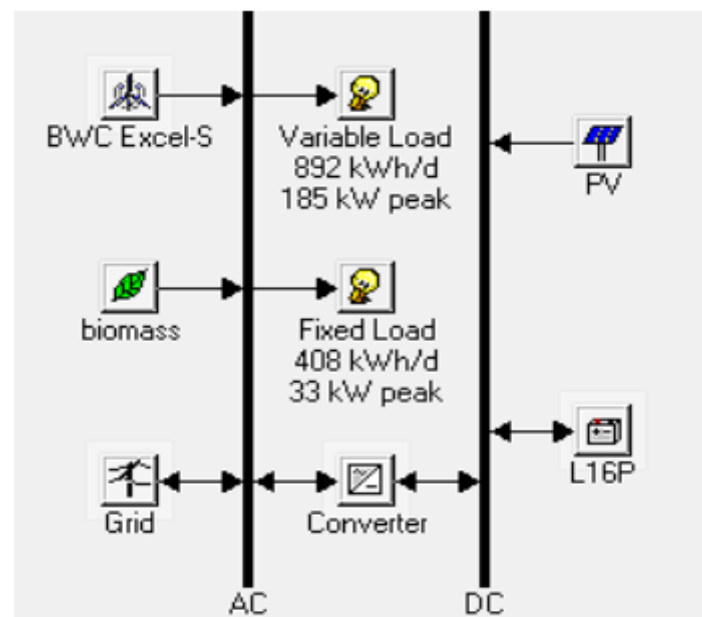 BWC Excel-S
Variable Load
892 kWh/d
185 kW peak
PV
biomass
Fixed Load
408 kWh/d
33 kW peak
L16P
Grid
Converter
AC
DC